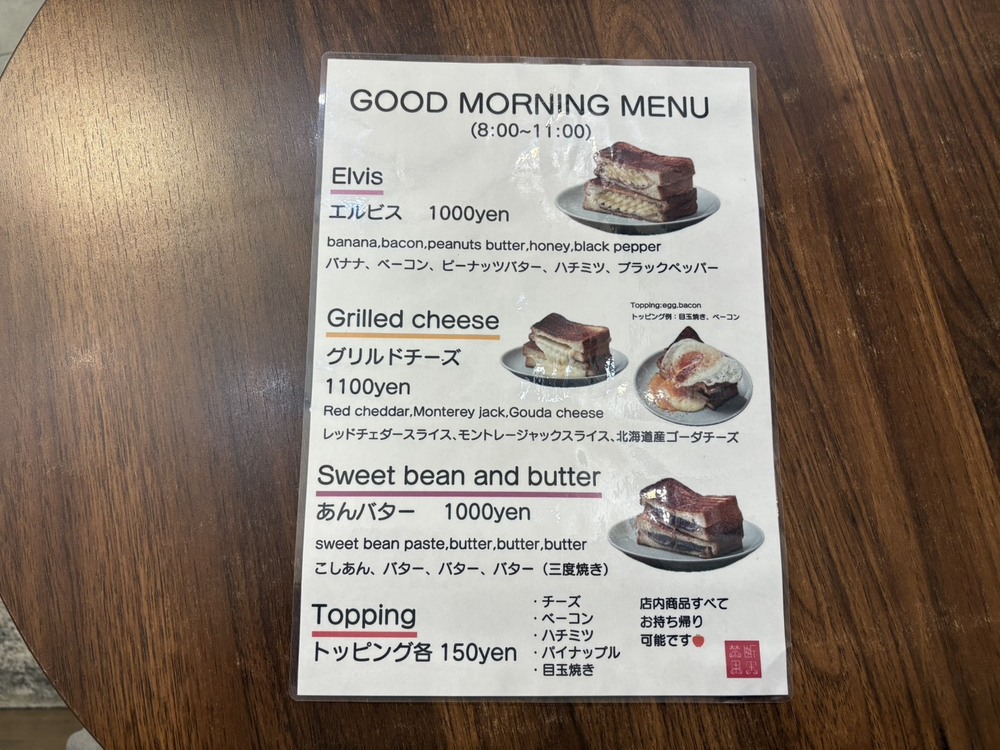 GOOD MORNING MENU
(8:00~11:00)
Elvis
エルビス 1000yen
banana,bacon,peanuts butter,honey,black pepper
バナナ、ベーコン、ピーナッツバター、ハチミツ、ブラックペッパー
Grilled cheese
グリルドチーズ
1100yen
Topping:egg,bacon
トッピング例：目玉焼き、ベーコン
Red cheddar,Monterey jack,Gouda cheese
レッドチェダースライス、モントレージャックスライス、北海道産ゴーダチーズ
Sweet bean and butter
あんバター 1000yen
sweet bean paste,butter,butter,butter
こしあん、バター、バター、バター（三度焼き）
Topping
トッピング各 150yen
・チーズ
・ベーコン
・ハチミツ
・パイナップル
・目玉焼き
店内商品すべて
お持ち帰り
可能です